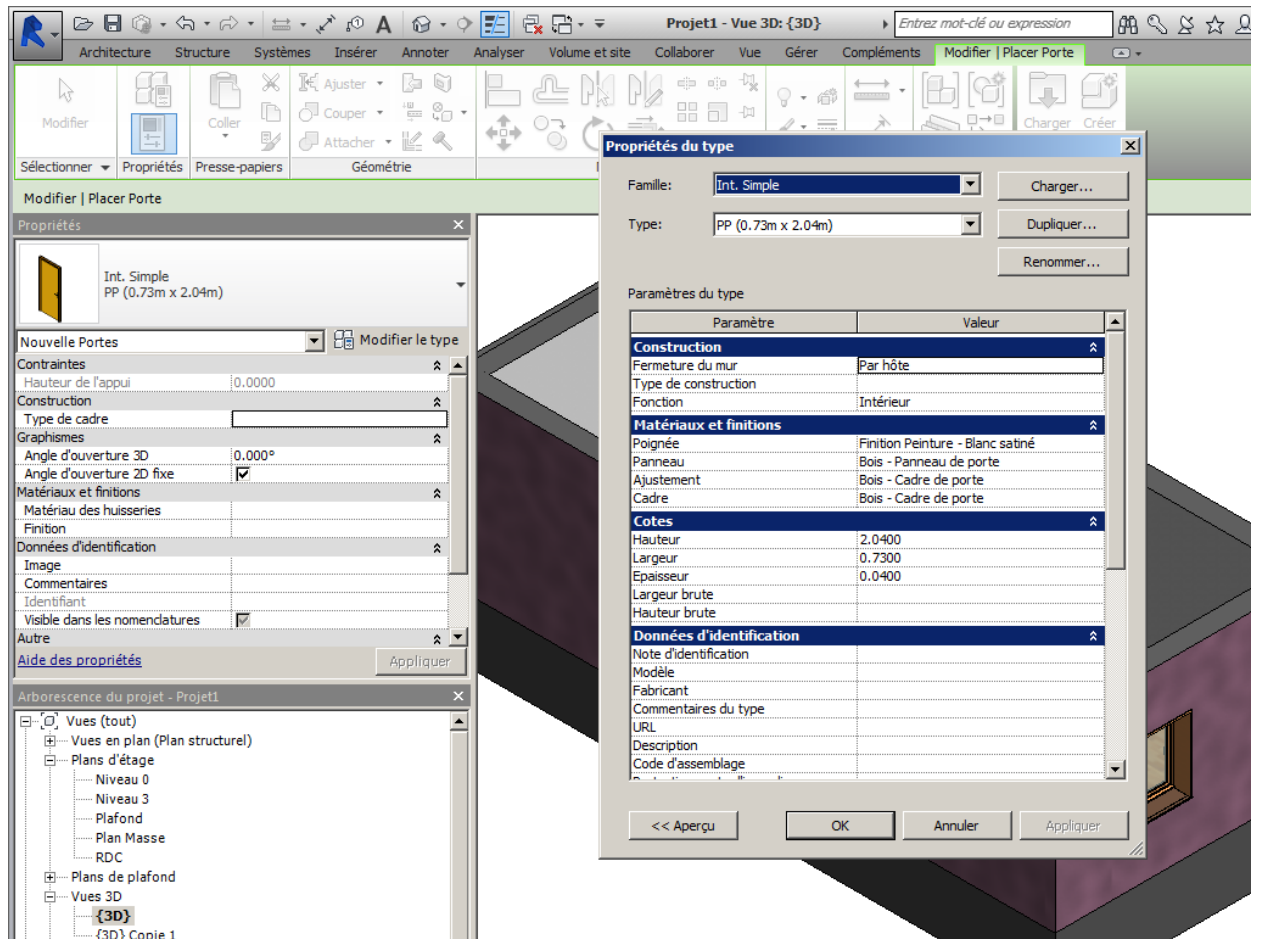 Projet1 - Vue 3D: {3D}
Entrez mot-clé ou expression
Architecture Structure Systèmes Insérer Annoter Analyser Volume et site Collaborer Vue Gérer Compléments Modifier | Placer Porte
Modifier
Coller
Ajuster
Couper
Attacher
Charger Créer
Sélectionner Propriétés Presse-papiers Géométrie
Modifier | Placer Porte
Propriétés
Int. Simple
PP (0.73m x 2.04m)
Nouvelle Portes Modifier le type
Contraintes
Hauteur de l'appui 0.0000
Construction
Type de cadre
Graphismes
Angle d'ouverture 3D 0.000°
Angle d'ouverture 2D fixe
Matériaux et finitions
Matériau des huisseries
Finition
Données d'identification
Image
Commentaires
Identifiant
Visible dans les nomenclatures
Autre
Aide des propriétés Appliquer
Arborescence du projet - Projet1
Vues (tout)
Vues en plan (Plan structurel)
Plans d'étage
Niveau 0
Niveau 3
Plafond
Plan Masse
RDC
Plans de plafond
Vues 3D
{3D}
{3D} Copie 1
Propriétés du type
Famille: Int. Simple Charger...
Type: PP (0.73m x 2.04m) Dupliquer...
Renommer...
Paramètres du type
Paramètre Valeur
Construction
Fermeture du mur Par hôte
Type de construction
Fonction Intérieur
Matériaux et finitions
Poignée Finition Peinture - Blanc satiné
Panneau Bois - Panneau de porte
Ajustement Bois - Cadre de porte
Cadre Bois - Cadre de porte
Cotes
Hauteur 2.0400
Largeur 0.7300
Epaisseur 0.0400
Largeur brute
Hauteur brute
Données d'identification
Note d'identification
Modèle
Fabricant
Commentaires du type
URL
Description
Code d'assemblage
<< Aperçu OK Annuler Appliquer